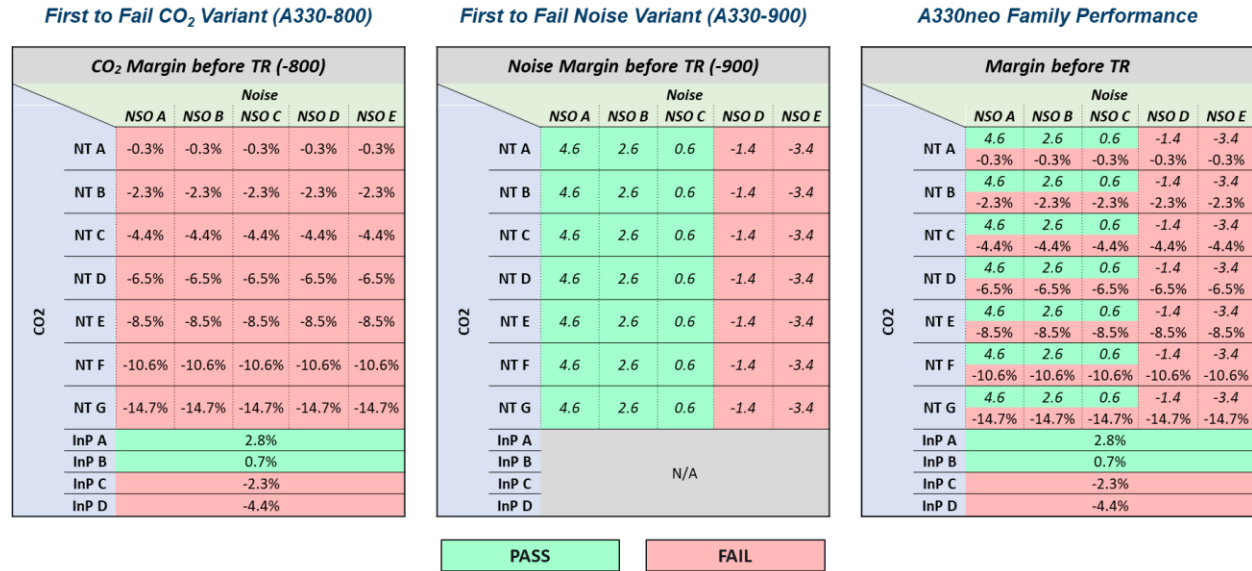 First to Fail CO₂ Variant (A330-800)
CO₂ Margin before TR (-800)
Noise
NSO A NSO B NSO C NSO D NSO E
CO2
NT A -0.3% -0.3% -0.3% -0.3% -0.3%
NT B -2.3% -2.3% -2.3% -2.3% -2.3%
NT C -4.4% -4.4% -4.4% -4.4% -4.4%
NT D -6.5% -6.5% -6.5% -6.5% -6.5%
NT E -8.5% -8.5% -8.5% -8.5% -8.5%
NT F -10.6% -10.6% -10.6% -10.6% -10.6%
NT G -14.7% -14.7% -14.7% -14.7% -14.7%
InP A 2.8%
InP B 0.7%
InP C -2.3%
InP D -4.4%
First to Fail Noise Variant (A330-900)
Noise Margin before TR (-900)
Noise
NSO A NSO B NSO C NSO D NSO E
CO2
NT A 4.6 2.6 0.6 -1.4 -3.4
NT B 4.6 2.6 0.6 -1.4 -3.4
NT C 4.6 2.6 0.6 -1.4 -3.4
NT D 4.6 2.6 0.6 -1.4 -3.4
NT E 4.6 2.6 0.6 -1.4 -3.4
NT F 4.6 2.6 0.6 -1.4 -3.4
NT G 4.6 2.6 0.6 -1.4 -3.4
InP A
InP B
N/A
InP C
InP D
A330neo Family Performance
Margin before TR
Noise
NSO A NSO B NSO C NSO D NSO E
CO2
NT A
4.6 2.6 0.6 -1.4 -3.4
-0.3% -0.3% -0.3% -0.3% -0.3%
NT B
4.6 2.6 0.6 -1.4 -3.4
-2.3% -2.3% -2.3% -2.3% -2.3%
NT C
4.6 2.6 0.6 -1.4 -3.4
-4.4% -4.4% -4.4% -4.4% -4.4%
NT D
4.6 2.6 0.6 -1.4 -3.4
-6.5% -6.5% -6.5% -6.5% -6.5%
NT E
4.6 2.6 0.6 -1.4 -3.4
-8.5% -8.5% -8.5% -8.5% -8.5%
NT F
4.6 2.6 0.6 -1.4 -3.4
-10.6% -10.6% -10.6% -10.6% -10.6%
NT G
4.6 2.6 0.6 -1.4 -3.4
-14.7% -14.7% -14.7% -14.7% -14.7%
InP A 2.8%
InP B 0.7%
InP C -2.3%
InP D -4.4%
PASS
FAIL